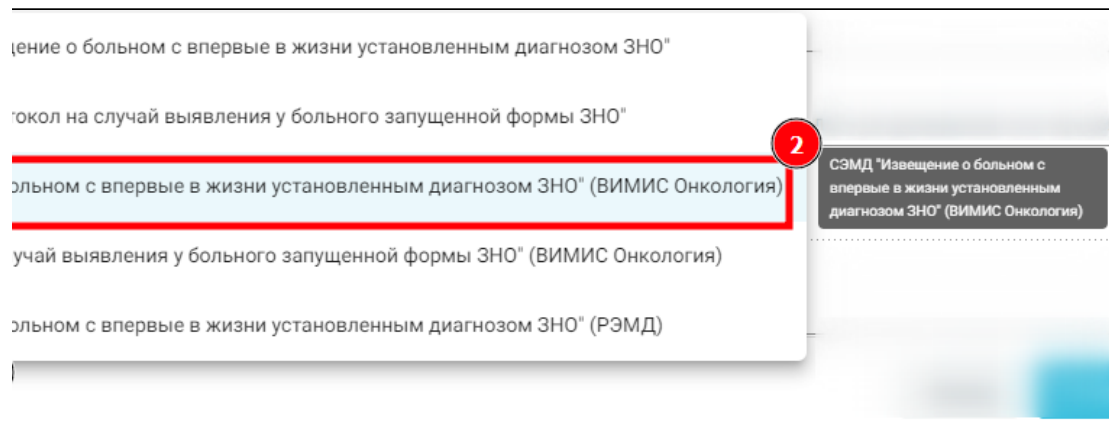 ение о больном с впервые в жизни установленным диагнозом ЗНО"
окол на случай выявления у больного запущенной формы ЗНО"
2
ольном с впервые в жизни установленным диагнозом ЗНО" (ВИМИС Онкология)
СЭМД "Извещение о больном с
впервые в жизни установленным
диагнозом ЗНО" (ВИМИС Онкология)
учай выявления у больного запущенной формы ЗНО" (ВИМИС Онкология)
ольном с впервые в жизни установленным диагнозом ЗНО" (РЭМД)
)